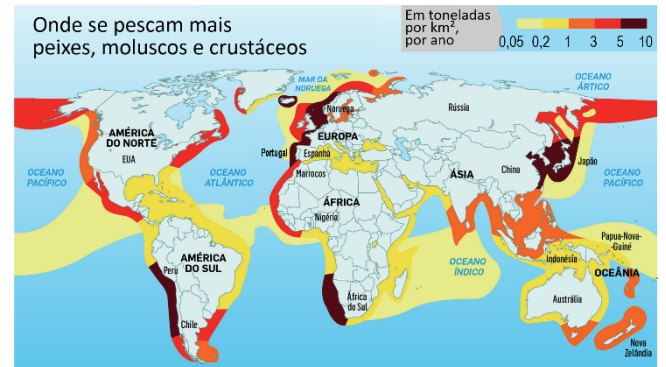 Onde se pescam mais
peixes, moluscos e crustáceos
Em toneladas
por km²,
por ano
0,05 0,2 1 3 5 10
MAR DA
NORUEGA
OCEANO
ÁRTICO
Noruega
Rússia
AMÉRICA
DO NORTE
EUROPA
EUA
Portugal
Espanha
OCEANO
PACÍFICO
OCEANO
ATLÂNTICO
Marrocos
ÁSIA
China
Japão
OCEANO
PACÍFICO
ÁFRICA
Nigéria
AMÉRICA
DO SUL
Peru
Papua-Nova-
Guiné
Indonésia
OCEANO
ÍNDICO
OCEÂNIA
África
do Sul
Austrália
Chile
Nova
Zelândia